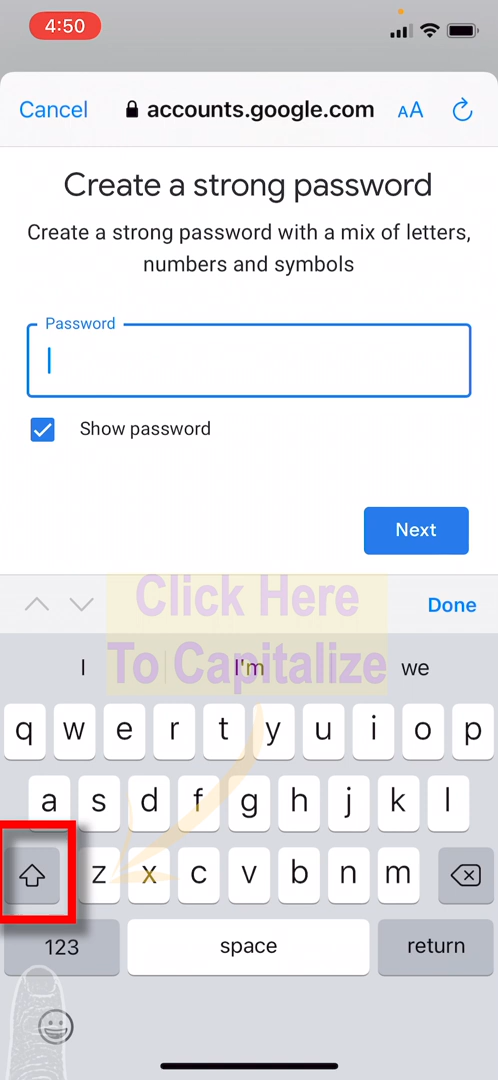 4:50
Cancel accounts.google.com AA
Create a strong password
Create a strong password with a mix of letters,
numbers and symbols
Password
Show password
Next
Click Here
Done
To Capitalize
I I'm we
q w e r t y u i o p
a s d f g h j k l
z x c v b n m
123 space return